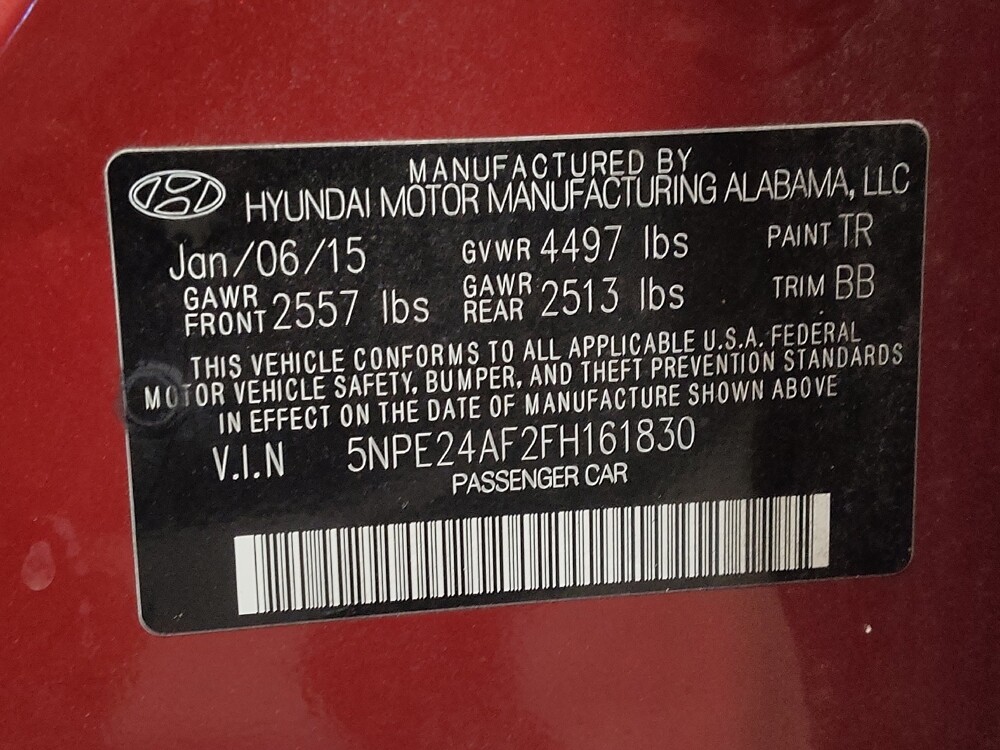 MANUFACTURED BY
HYUNDAI MOTOR MANUFACTURING ALABAMA, LLC
Jan/06/15 GVWR 4497 lbs PAINT TR
GAWR FRONT 2557 lbs GAWR REAR 2513 lbs TRIM BB
THIS VEHICLE CONFORMS TO ALL APPLICABLE U.S.A. FEDERAL
MOTOR VEHICLE SAFETY, BUMPER, AND THEFT PREVENTION STANDARDS
IN EFFECT ON THE DATE OF MANUFACTURE SHOWN ABOVE
V.I.N 5NPE24AF2FH161830
PASSENGER CAR